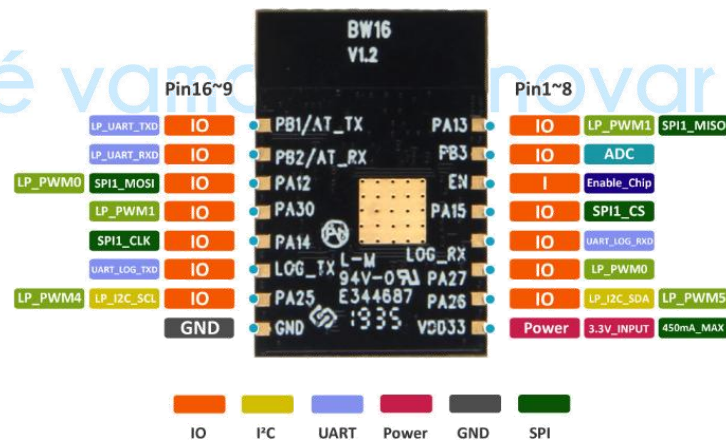 BW16
V1.2
é vamo novar
Pin16~9 Pin1~8
LP_UART_TXD IO PB1/AT_TX PA13 IO LP_PWM1 SPI1_MISO
LP_UART_RXD IO PB2/AT_RX PB3 IO ADC
LP_PWM0 SPI1_MOSI IO PA12 EN I Enable_Chip
LP_PWM1 IO PA30 PA15 IO SPI1_CS
SPI1_CLK IO PA14 LOG_RX IO UART_LOG_RXD
UART_LOG_TXD IO LOG_TX L-M PA27 IO LP_PWM0
94V-0
LP_PWM4 LP_I2C_SCL IO PA25 E344687 PA26 IO LP_I2C_SDA LP_PWM5
GND GND 1935 VDD33 Power 3.3V_INPUT 450mA_MAX
IO I²C UART Power GND SPI